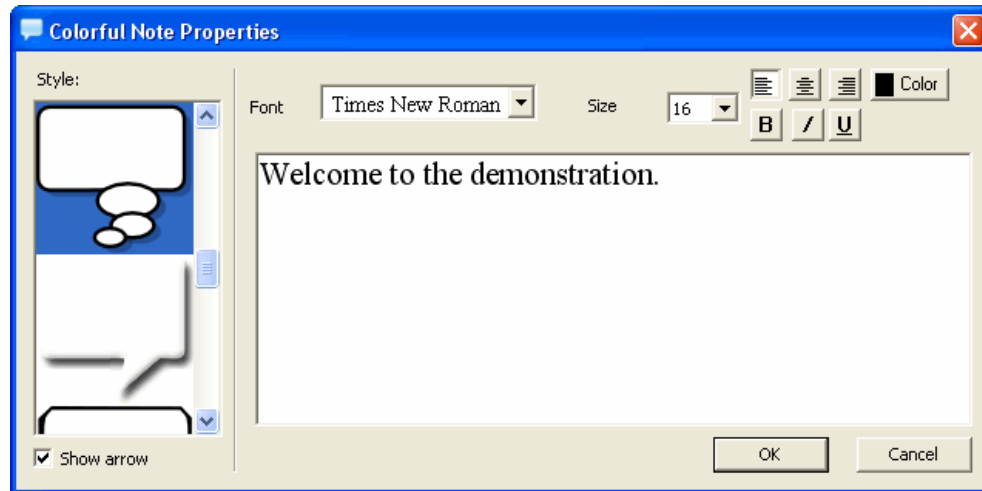 Colorful Note Properties
Style:
Font Times New Roman Size 16 Color
B I U
Welcome to the demonstration.
Show arrow
OK Cancel